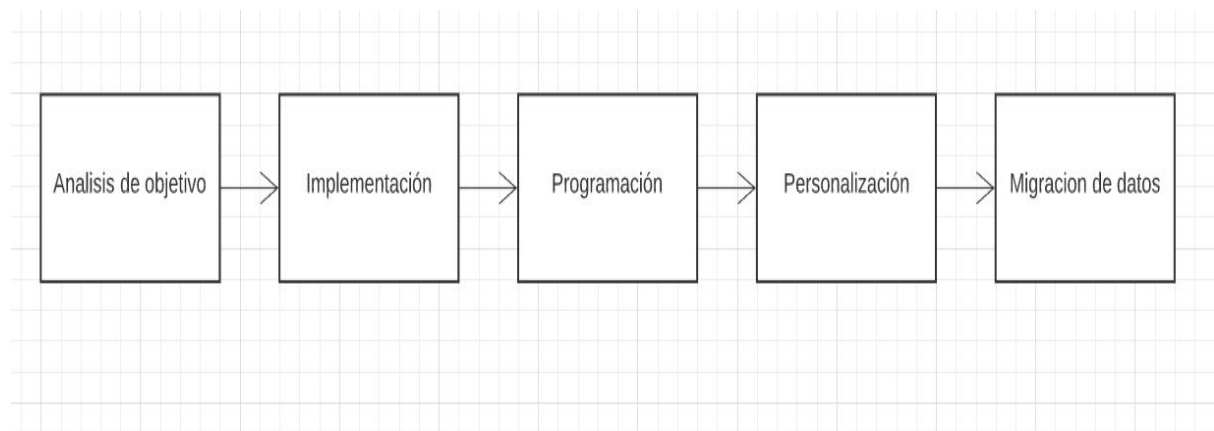 Analisis de objetivo
Implementación
Programación
Personalización
Migracion de datos